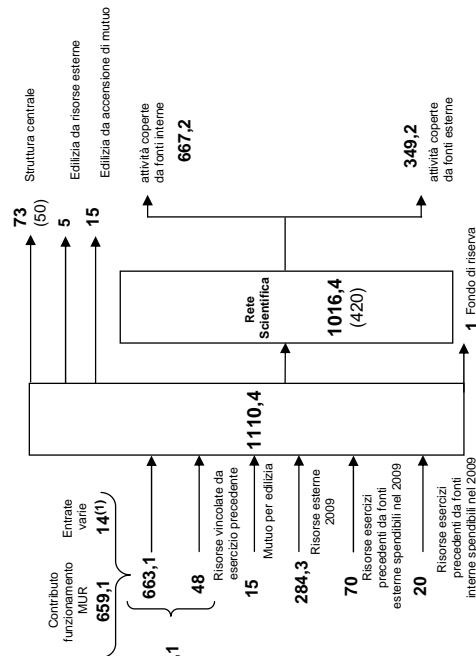 Contributo
funzionamento
MUR
659,1
Entrate
varie
14(1)
663,1
,1
48
Risorse vincolate da
esercizio precedente
15
Mutuo per edilizia
284,3
Risorse esterne
2009
70
Risorse esercizi
precedenti da fonti
esterne spendibili nel 2009
20
Risorse esercizi
precedenti da fonti
interne spendibili nel 2009
1110,4
73
(50)
Struttura centrale
5
Edilizia da risorse esterne
15
Edilizia da accensione di mutuo
Rete
Scientifica
1016,4
(420)
1 Fondo di riserva
attività coperte
da fonti interne
667,2
349,2
attività coperte
da fonti esterne